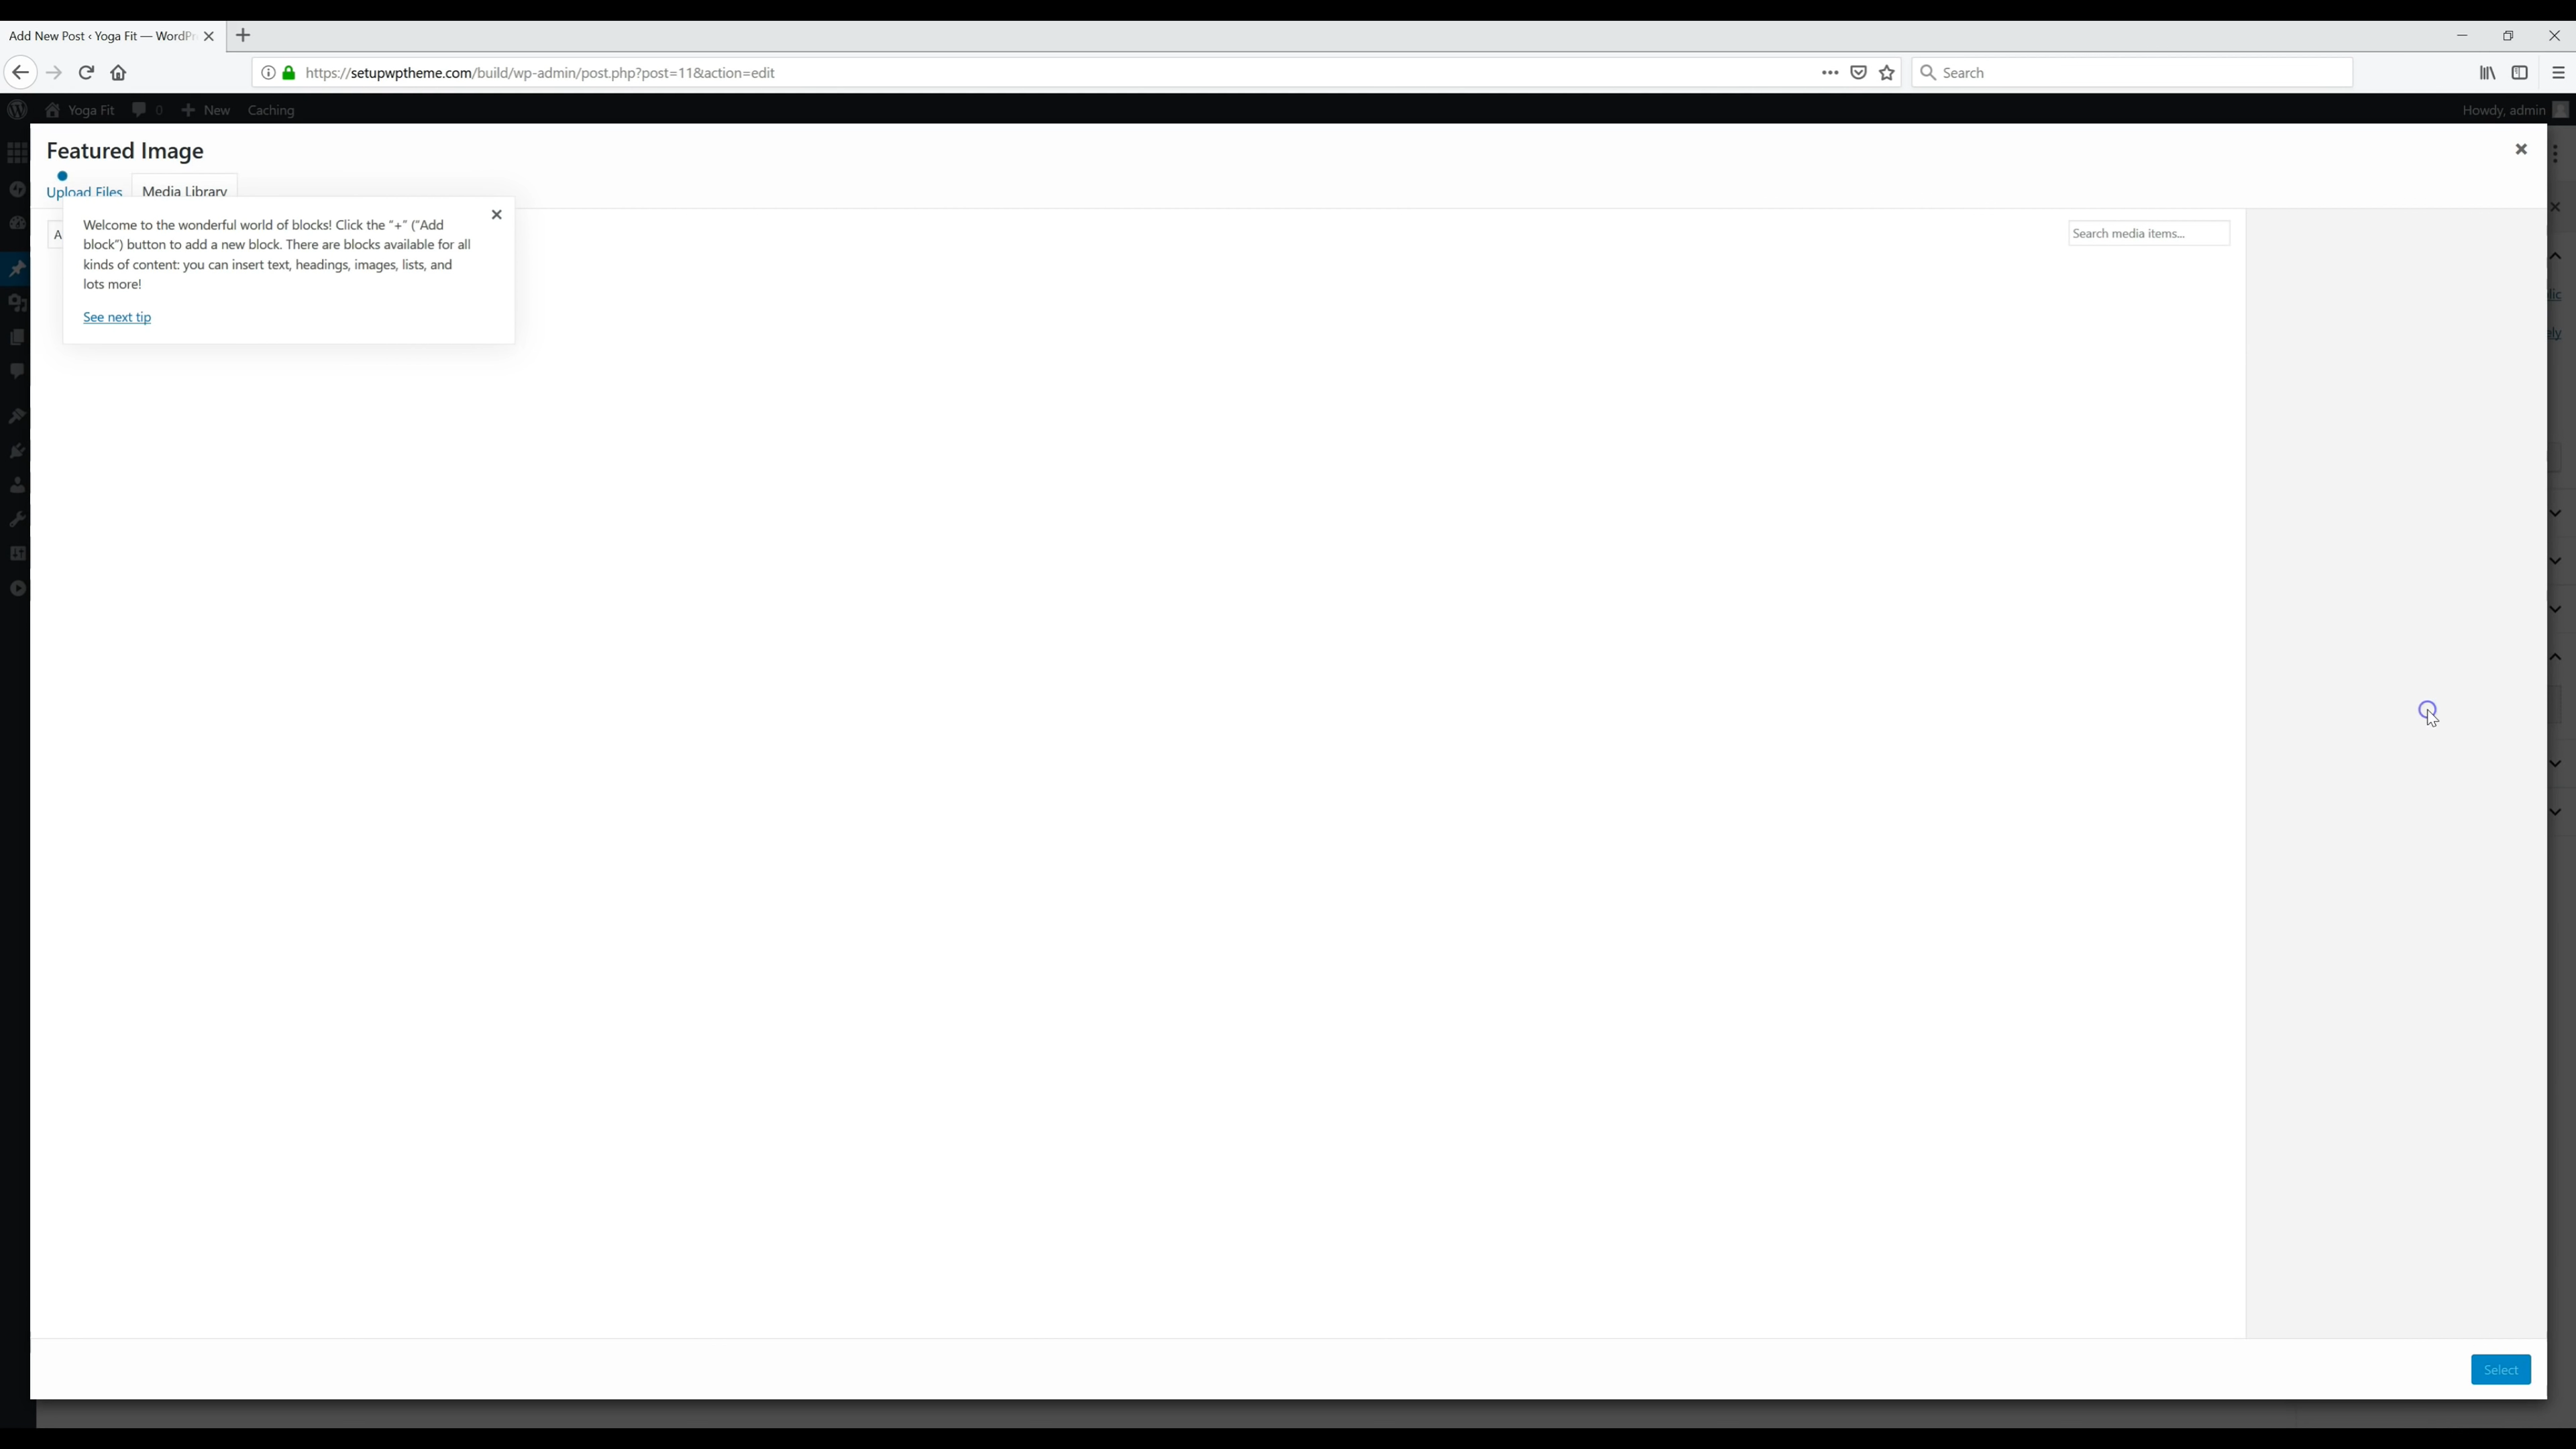 Add New Post ‹ Yoga Fit — WordPr
https://setupwptheme.com/build/wp-admin/post.php?post=11&action=edit
Search
Yoga Fit 0 New Caching
Howdy, admin
Featured Image
Upload Files Media Library
A
Search media items...
Welcome to the wonderful world of blocks! Click the “+” (“Add
block”) button to add a new block. There are blocks available for all
kinds of content: you can insert text, headings, images, lists, and
lots more!
See next tip
lic
ely
Select